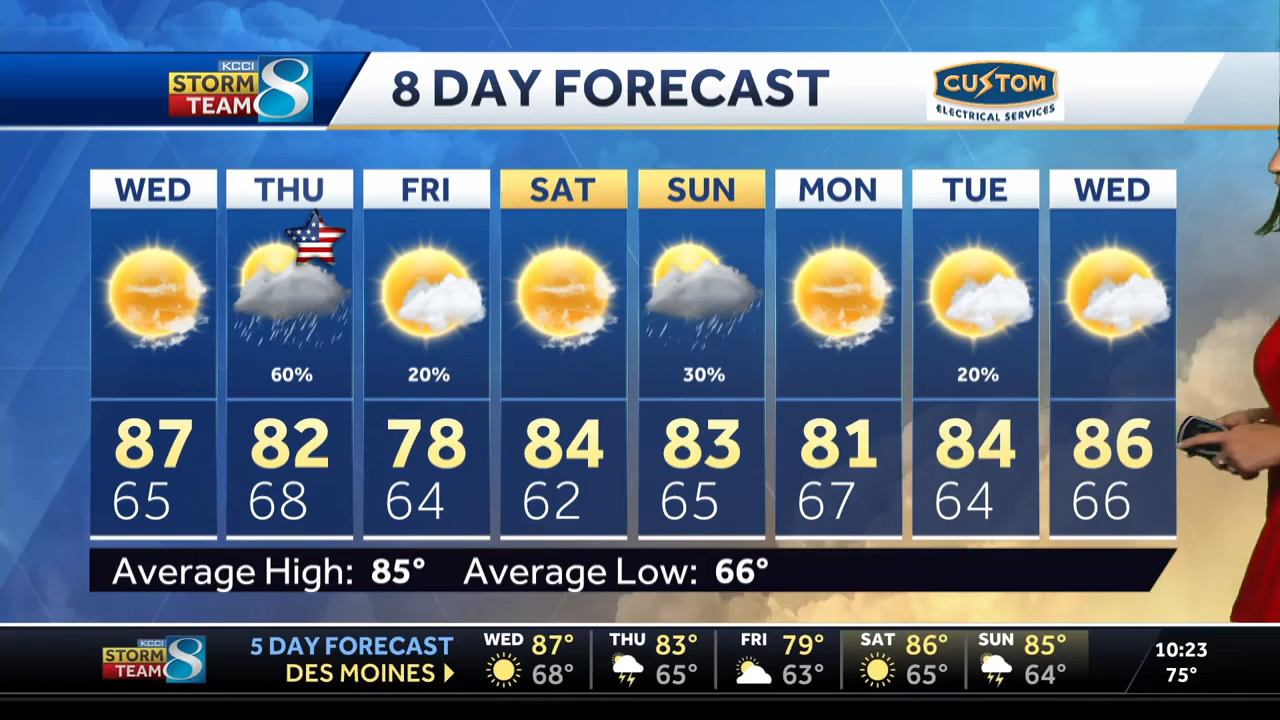 KCCI
STORM
TEAM 8
8 DAY FORECAST
CUSTOM
ELECTRICAL SERVICES
WED THU FRI SAT SUN MON TUE WED
60% 20% 30% 20%
87 82 78 84 83 81 84 86
65 68 64 62 65 67 64 66
Average High: 85° Average Low: 66°
KCCI
STORM
TEAM 8
5 DAY FORECAST
DES MOINES
WED 87° THU 83° FRI 79° SAT 86° SUN 85°
68° 65° 63° 65° 64°
10:23
75°